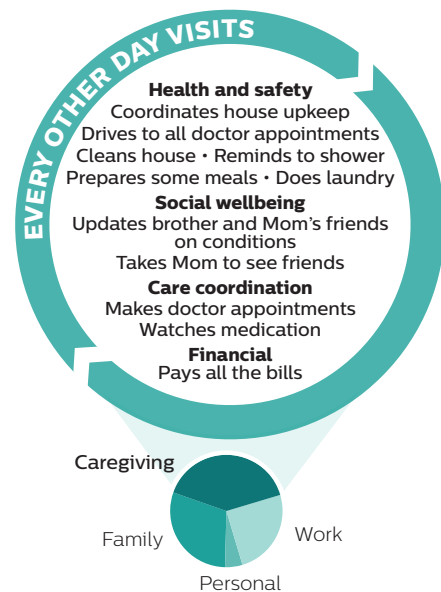 EVERY OTHER DAY VISITS
Health and safety
Coordinates house upkeep
Drives to all doctor appointments
Cleans house • Reminds to shower
Prepares some meals • Does laundry
Social wellbeing
Updates brother and Mom's friends
on conditions
Takes Mom to see friends
Care coordination
Makes doctor appointments
Watches medication
Financial
Pays all the bills
Caregiving
Family
Work
Personal